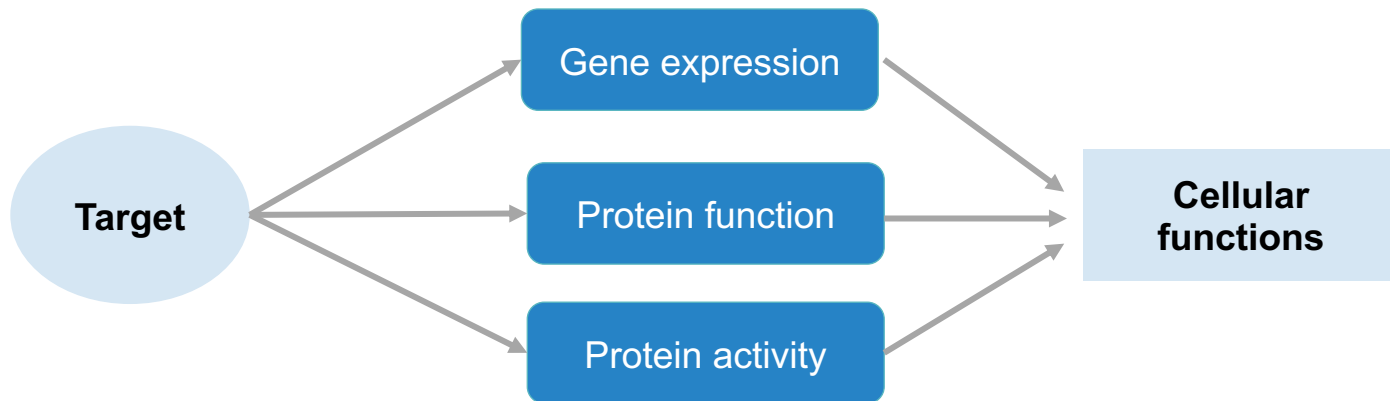 Gene expression
Target
Protein function
Cellular
functions
Protein activity